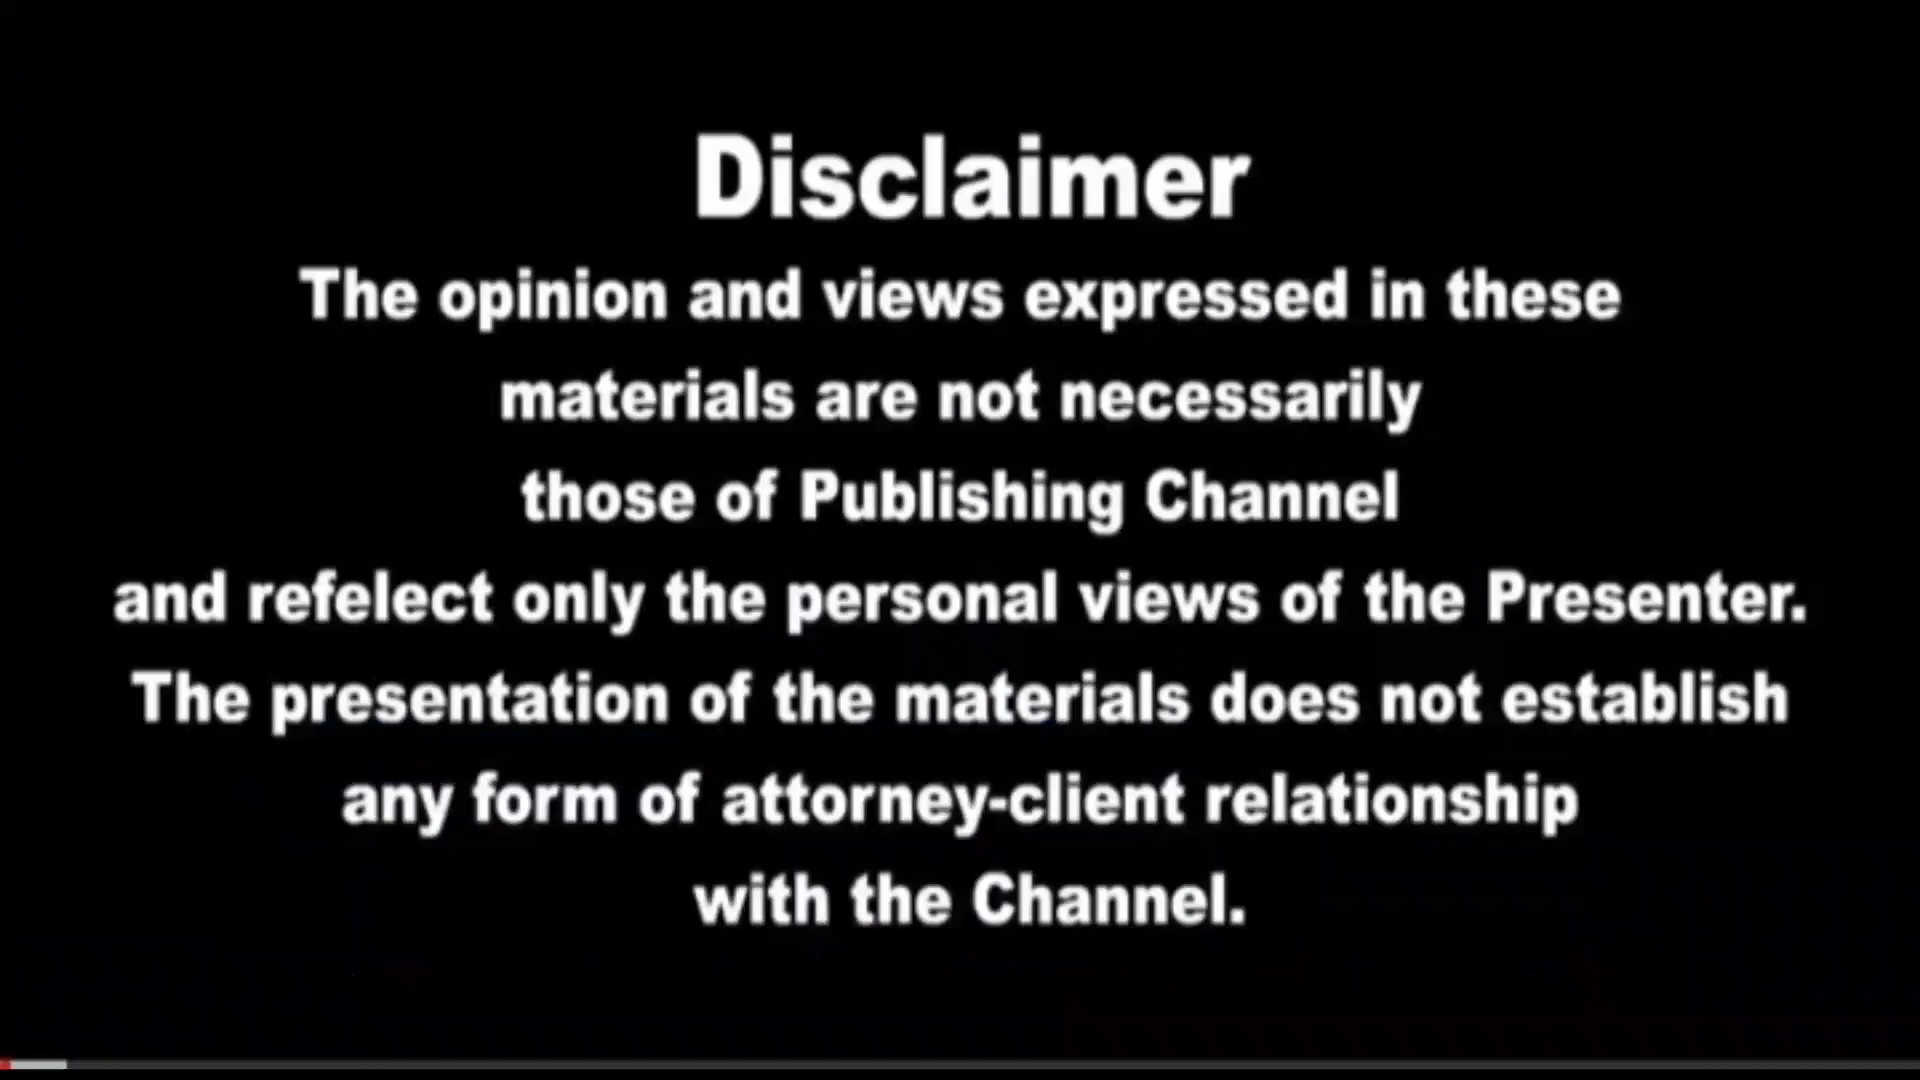 Disclaimer
The opinion and views expressed in these
materials are not necessarily
those of Publishing Channel
and refelect only the personal views of the Presenter.
The presentation of the materials does not establish
any form of attorney-client relationship
with the Channel.